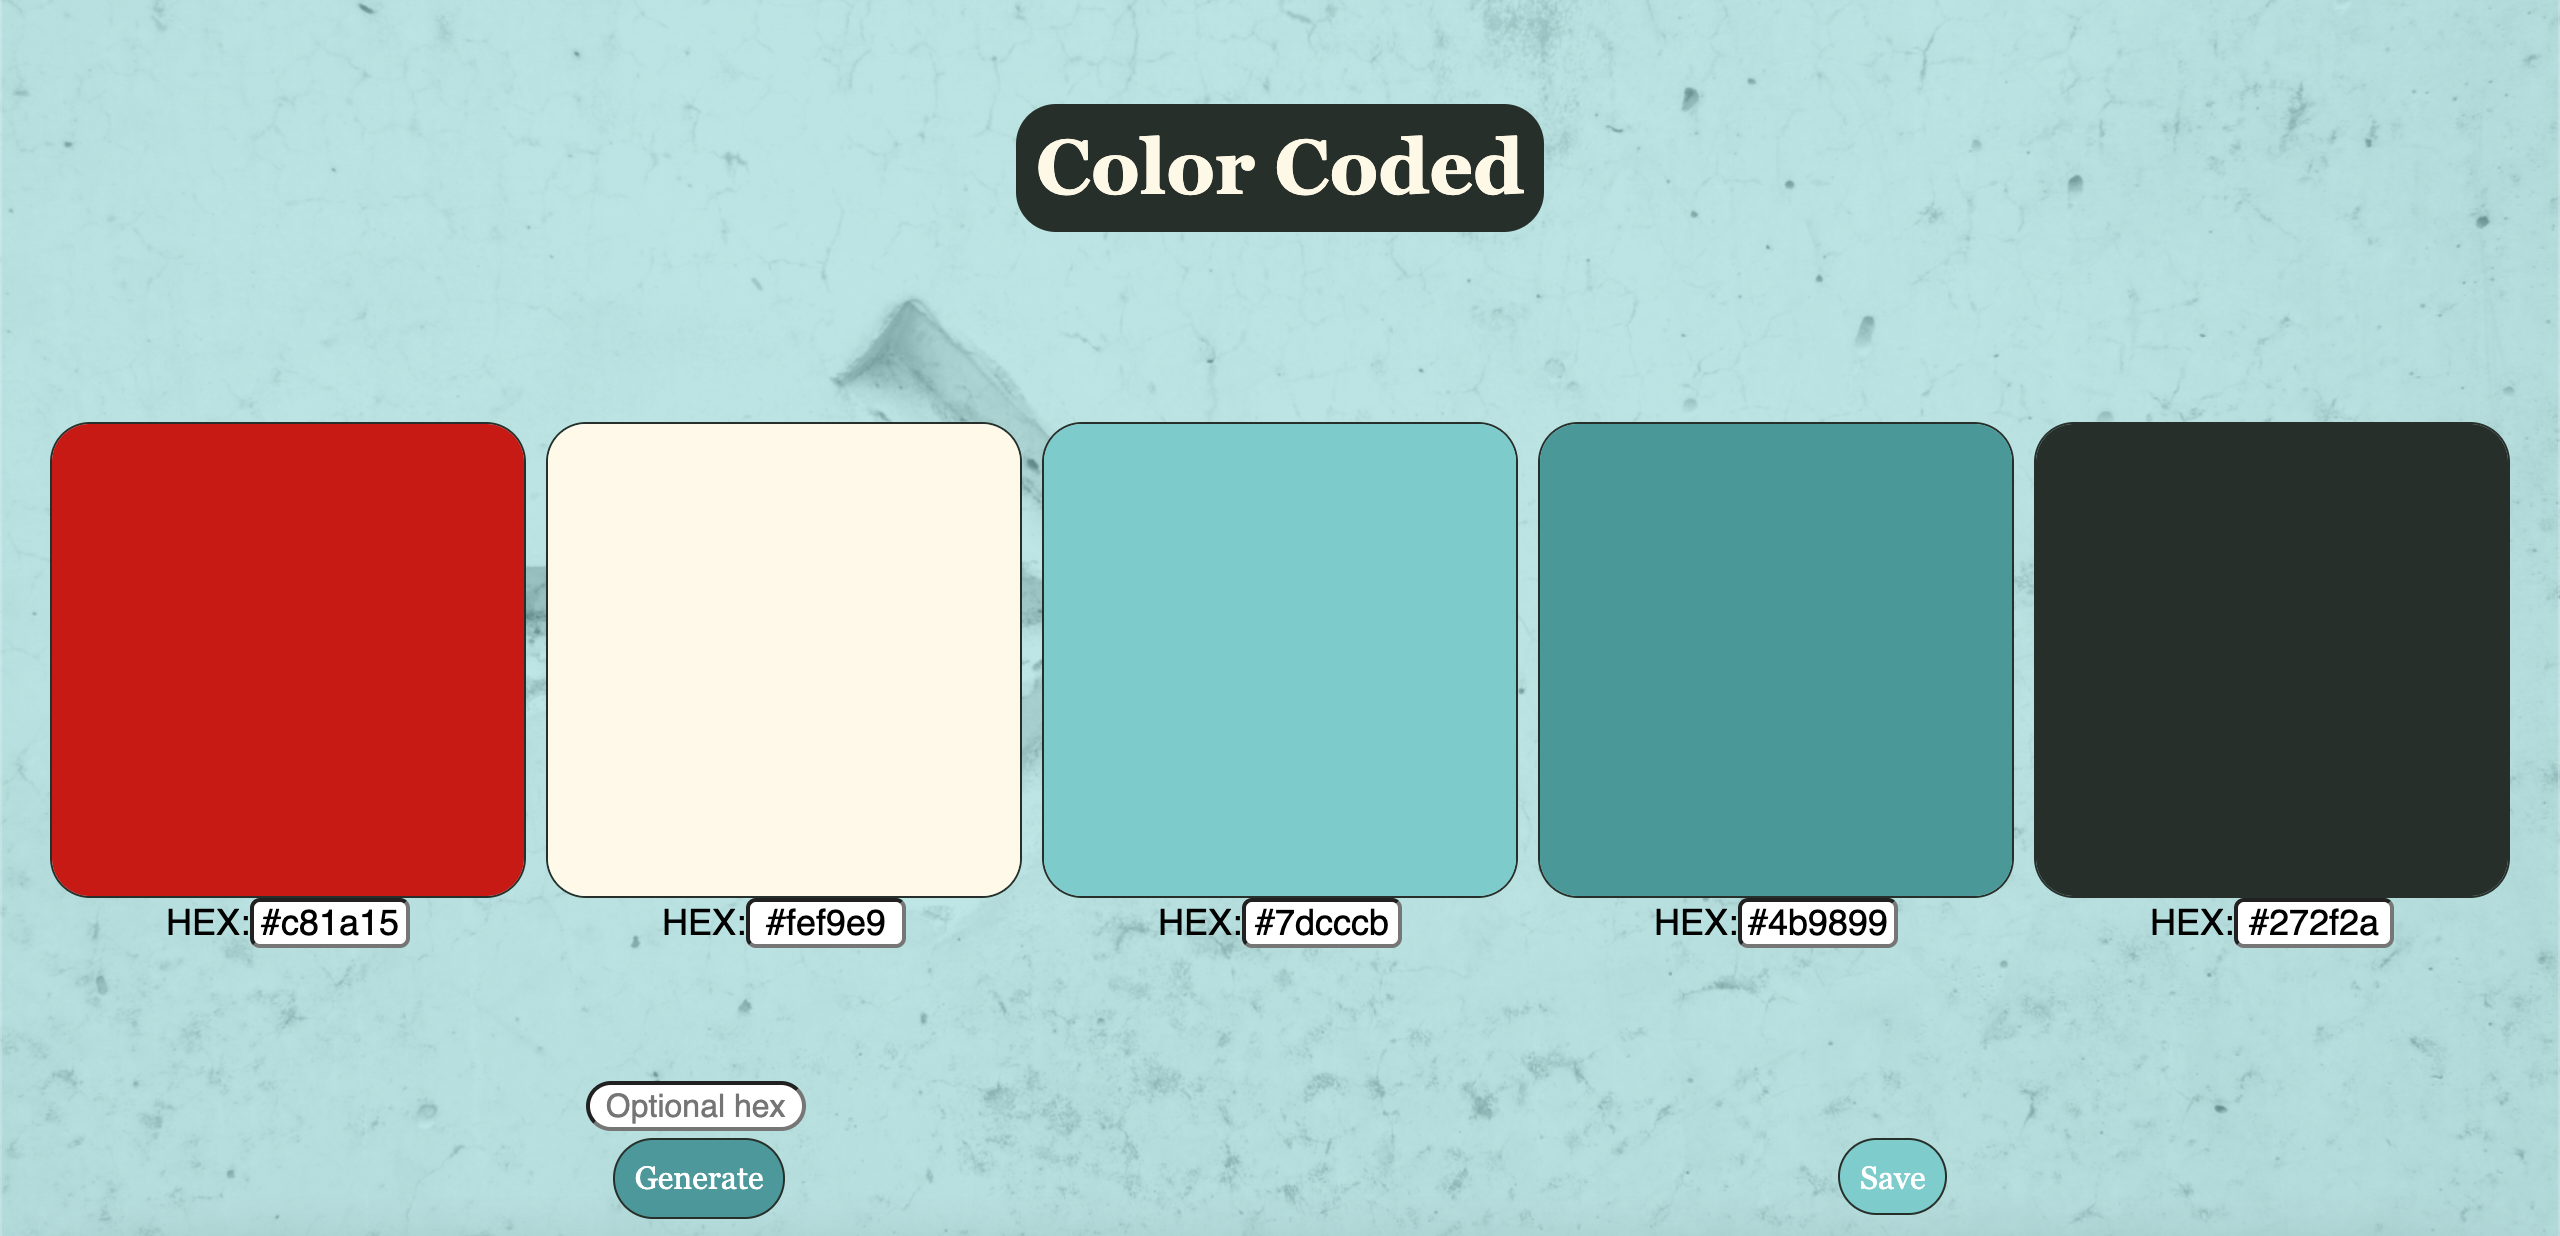 Color Coded
HEX: #c81a15 HEX: #fef9e9 HEX: #7dcccb HEX: #4b9899 HEX: #272f2a
Optional hex
Generate Save